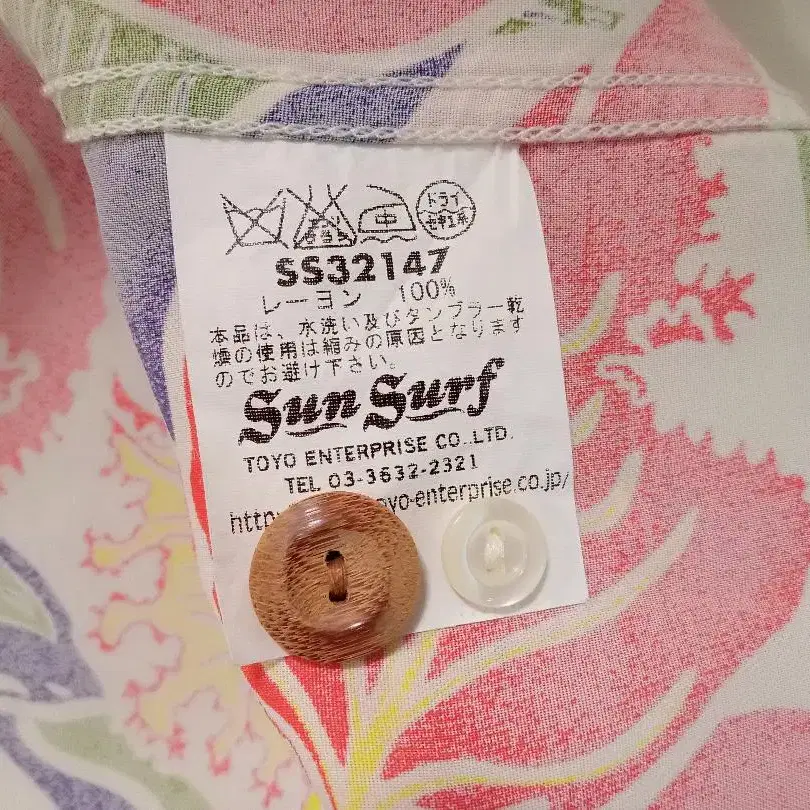 ドライ
SS32147
レーヨン 100%
本品は、水洗い及びタンブラー乾
燥の使用は縮みの原因となります
のでお避け下さい。
Sun Surf
TOYO ENTERPRISE CO.,LTD.
TEL 03-3632-2321
http yo-enterprise.co.jp/